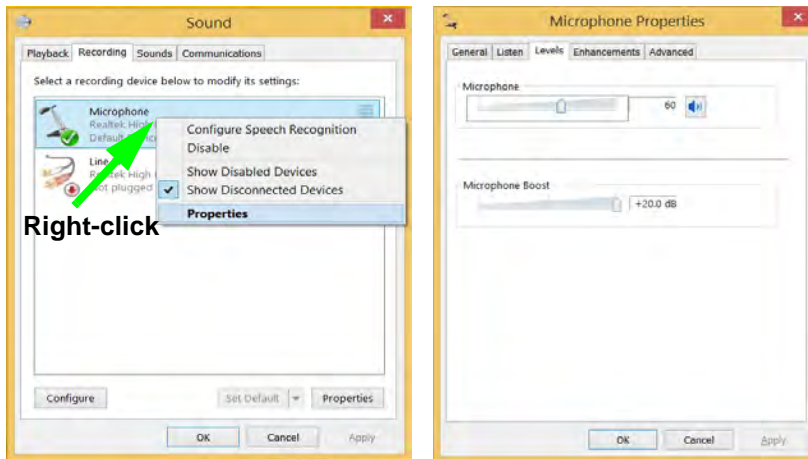 Sound
Playback Recording Sounds Communications
Select a recording device below to modify its settings:
Microphone
Realtek High
Default
Configure Speech Recognition
Disable
Line
Realtek High
Not plugged
Show Disabled Devices
Show Disconnected Devices
Properties
Right-click
Configure Set Default Properties
OK Cancel Apply
Microphone Properties
General Listen Levels Enhancements Advanced
Microphone
60
Microphone Boost
+20.0 dB
OK Cancel Apply